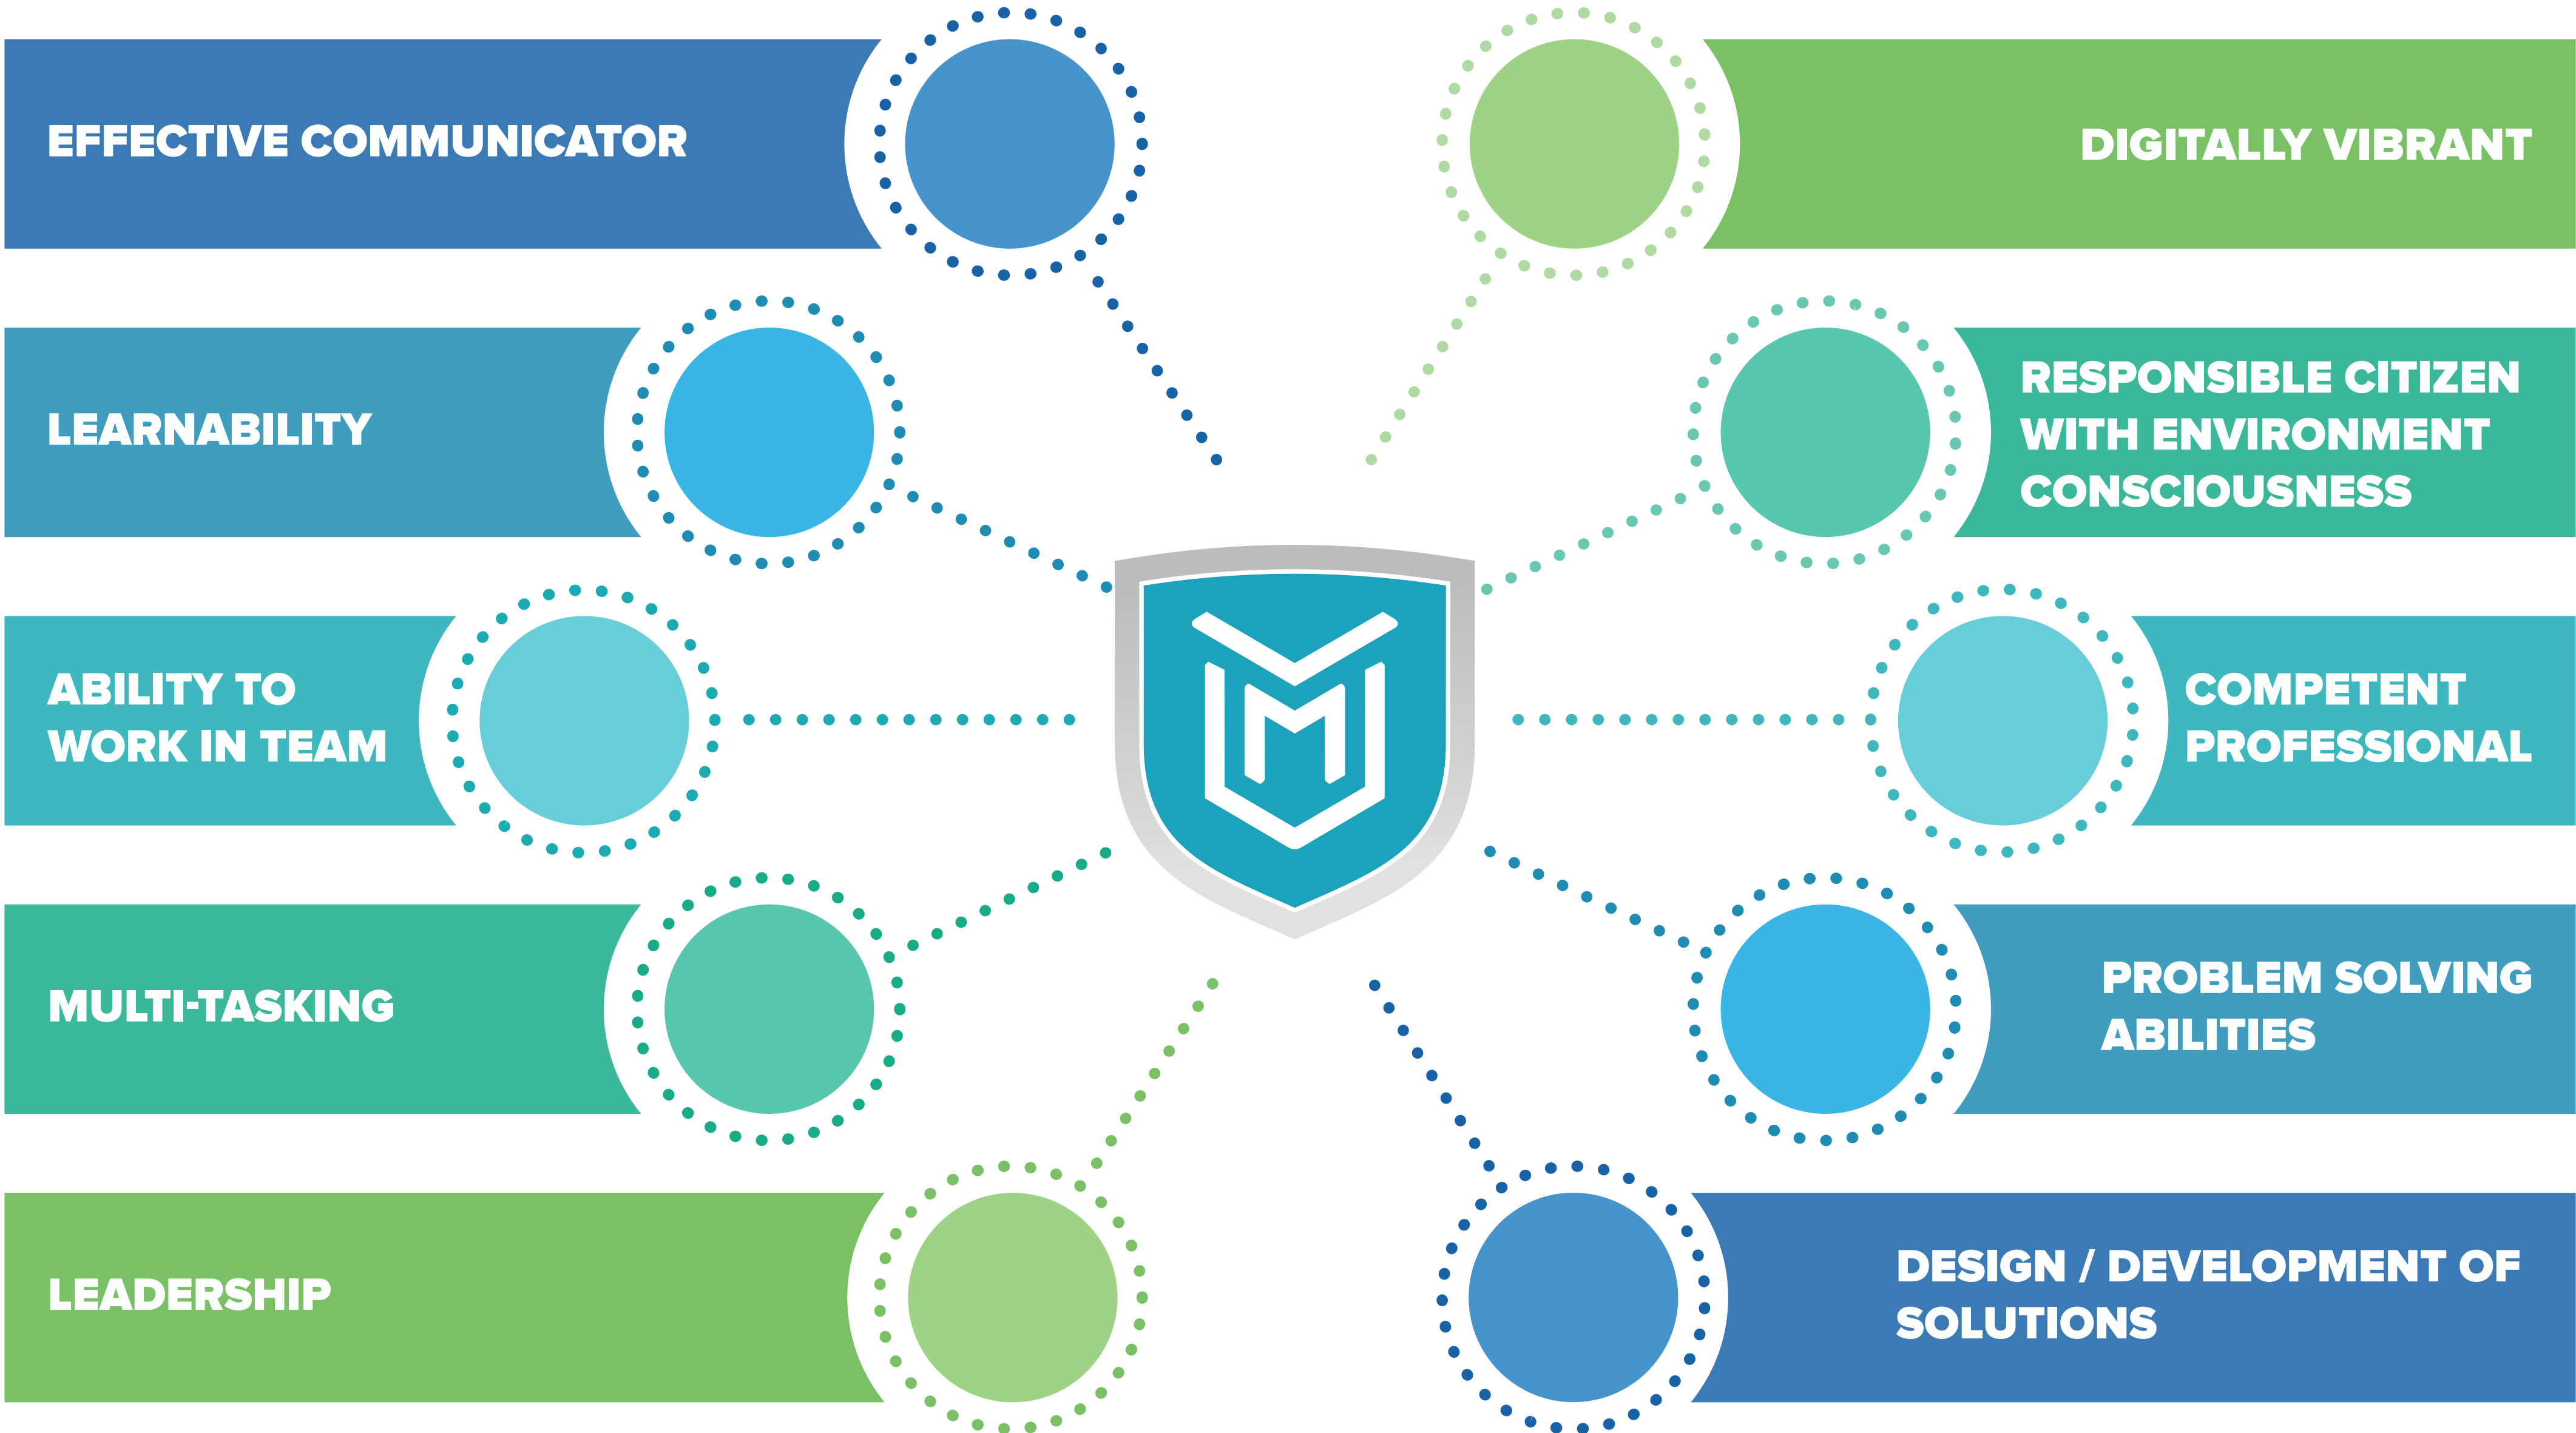 EFFECTIVE COMMUNICATOR
LEARNABILITY
ABILITY TO
WORK IN TEAM
MULTI-TASKING
LEADERSHIP
DIGITALLY VIBRANT
RESPONSIBLE CITIZEN
WITH ENVIRONMENT
CONSCIOUSNESS
COMPETENT
PROFESSIONAL
PROBLEM SOLVING
ABILITIES
DESIGN / DEVELOPMENT OF
SOLUTIONS